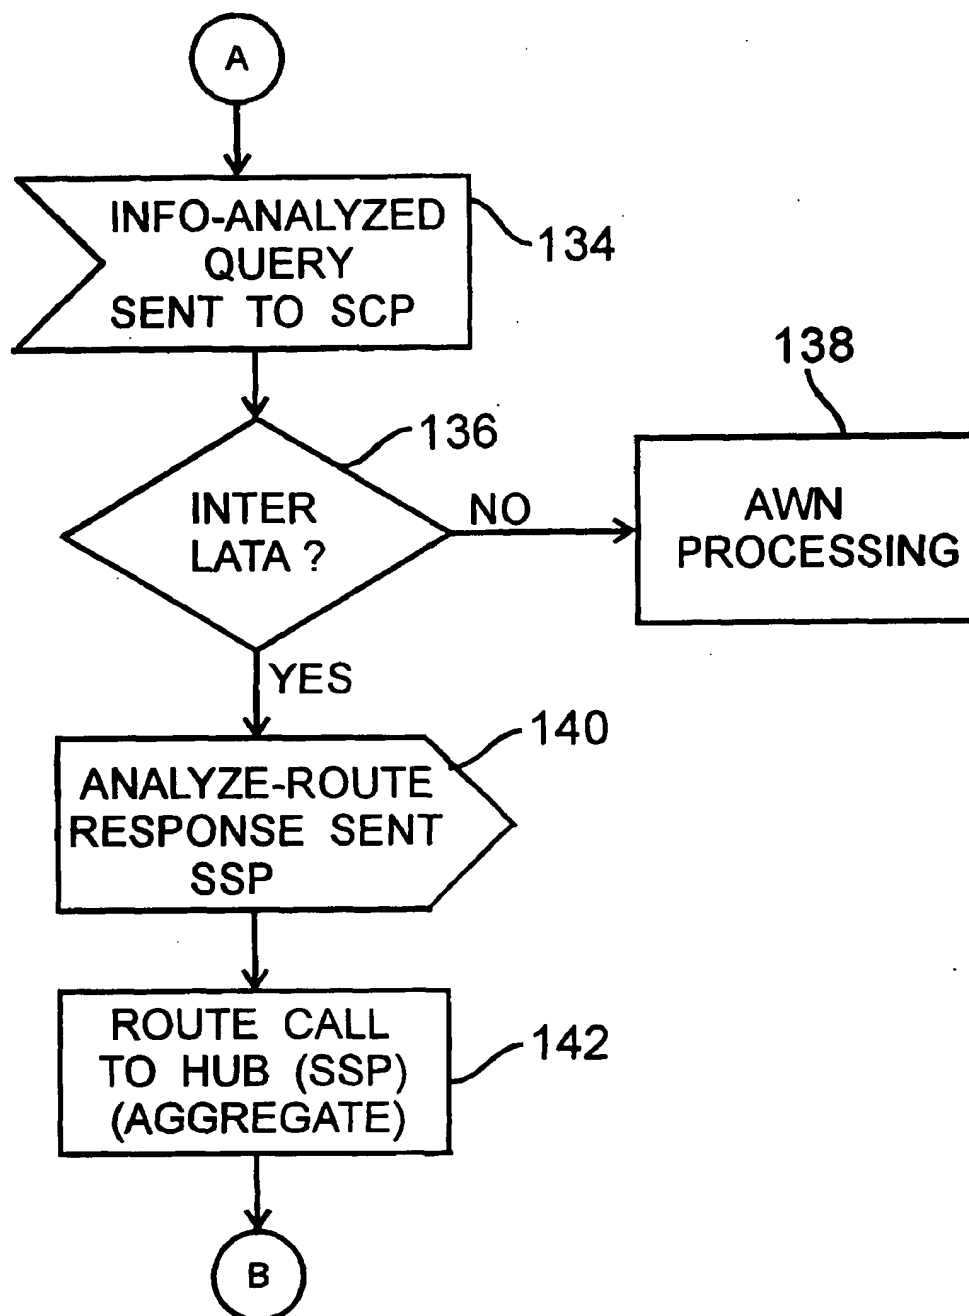 A
INFO-ANALYZED
QUERY
SENT TO SCP
134
138
136
INTER
LATA ?
NO
AWN
PROCESSING
YES
140
ANALYZE-ROUTE
RESPONSE SENT
SSP
ROUTE CALL
TO HUB (SSP)
(AGGREGATE)
142
B